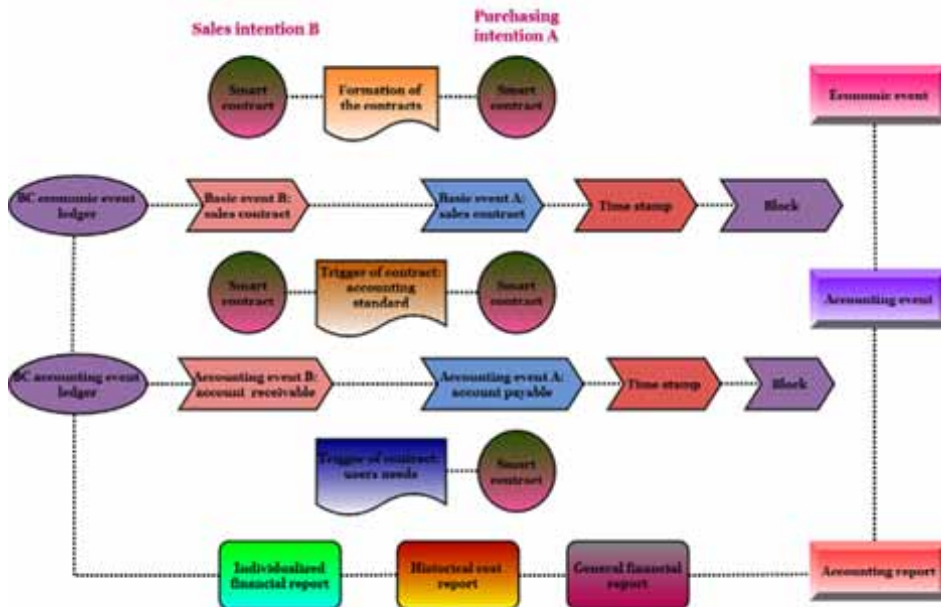 Sales intention B
Purchasing
intention A
Smart
contract
Formation of
the contracts
Smart
contract
Economic event
BC economic event
ledger
Basic event B:
sales contract
Basic event A:
sales contract
Time stamp
Block
Smart
contract
Trigger of contract:
accounting
standard
Smart
contract
Accounting event
BC accounting event
ledger
Accounting event B:
account receivable
Accounting event A:
account payable
Time stamp
Block
Trigger of contract:
users needs
Smart
contract
Individualized
financial report
Historical cost
report
General financial
report
Accounting report